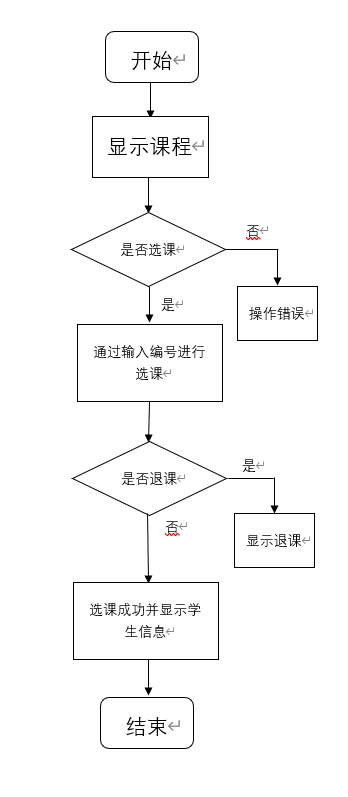 开始
显示课程
是否选课
否
操作错误
是
通过输入编号进行
选课
是否退课
是
否
显示退课
选课成功并显示学
生信息
结束